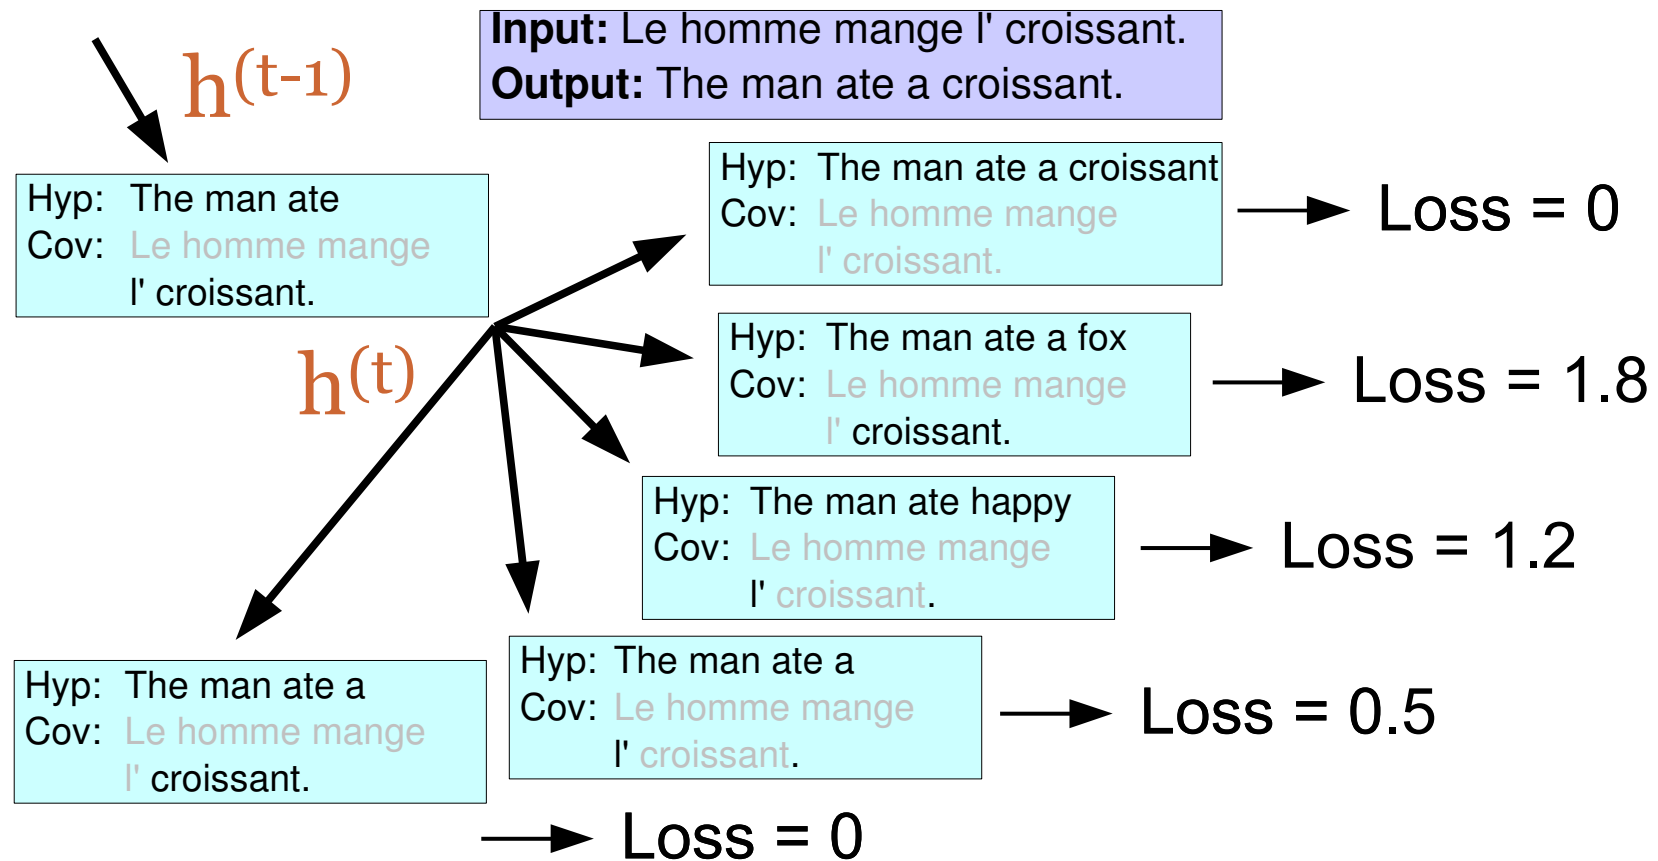 h(t-1)
Input: Le homme mange l' croissant.
Output: The man ate a croissant.
Hyp: The man ate
Cov: Le homme mange
l' croissant.
h(t)
Hyp: The man ate a croissant
Cov: Le homme mange
l' croissant.
Loss = 0
Hyp: The man ate a fox
Cov: Le homme mange
l' croissant.
Loss = 1.8
Hyp: The man ate happy
Cov: Le homme mange
l' croissant.
Loss = 1.2
Hyp: The man ate a
Cov: Le homme mange
l' croissant.
Loss = 0.5
Hyp: The man ate a
Cov: Le homme mange
l' croissant.
Loss = 0